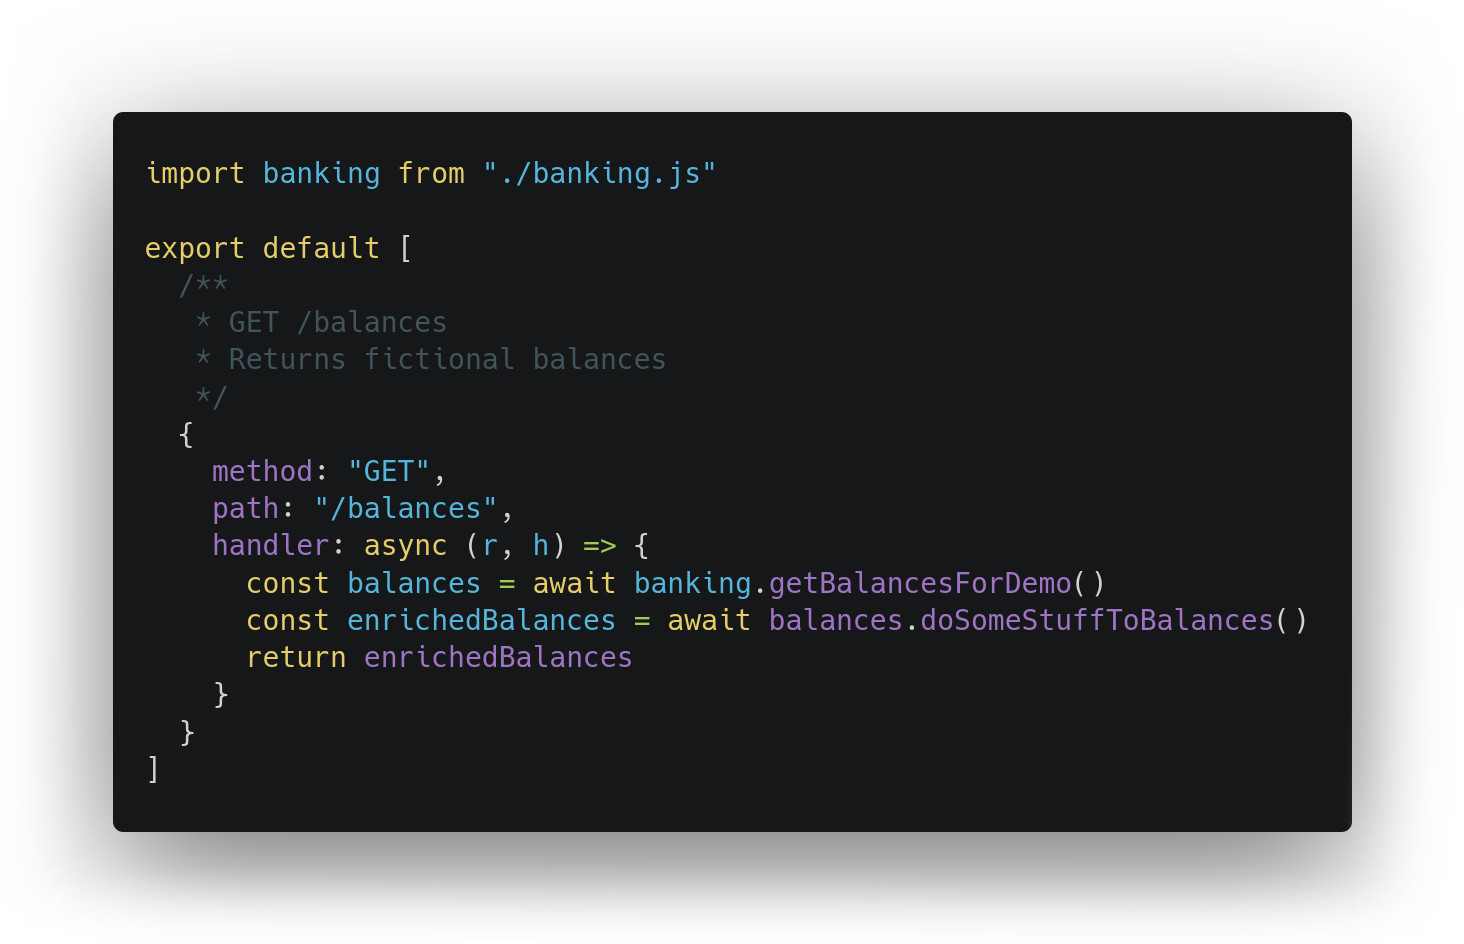 import banking from "./banking.js"
export default [
/**
* GET /balances
* Returns fictional balances
*/
{
method: "GET",
path: "/balances",
handler: async (r, h) => {
const balances = await banking.getBalancesForDemo()
const enrichedBalances = await balances.doSomeStuffToBalances()
return enrichedBalances
}
}
]